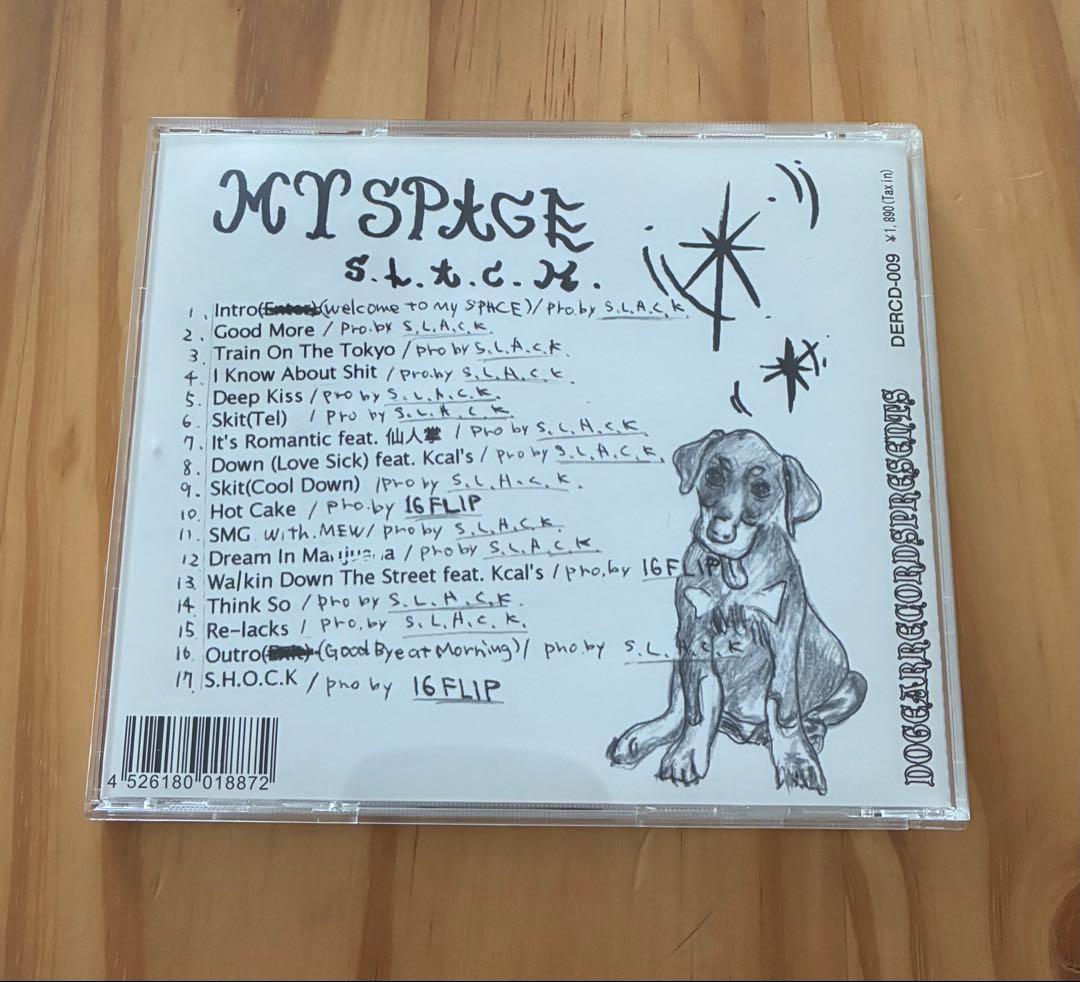 MY SPACE
S.L.A.C.K.
1. Intro(Enter)(welcome to my SPACE)/pro.by S.L.A.C.K.
2. Good More / Pro.by S.L.A.C.K.
3. Train On The Tokyo / pro by S.L.A.C.K.
4. I Know About Shit / pro.by S.L.A.C.K.
5. Deep Kiss / pro by S.L.A.C.K.
6. Skit(Tel) / pro by S.L.A.C.K.
7. It's Romantic feat. 仙人掌 / pro by S.L.A.C.K.
8. Down (Love Sick) feat. Kcal's / pro by S.L.A.C.K.
9. Skit(Cool Down) /pro by S.L.A.C.K.
10. Hot Cake / pro.by 16FLIP
11. SMG with.MEW/ pro by S.L.A.C.K.
12 Dream In Marijuana / pro by S.L.A.C.K.
13. Walkin Down The Street feat. Kcal's / pro.by 16FLIP
14. Think So / pro by S.L.A.C.K.
15. Re-lacks / pro.by S.L.A.C.K.
16. Outro(Exit)(Good Bye at Morning)/ pro.by S.L.A.C.K
17. S.H.O.C.K / pro by 16FLIP
4 526180 018872
DOGEARRECORDSPRESENTS DERCD-009 ¥1,890(Tax in)